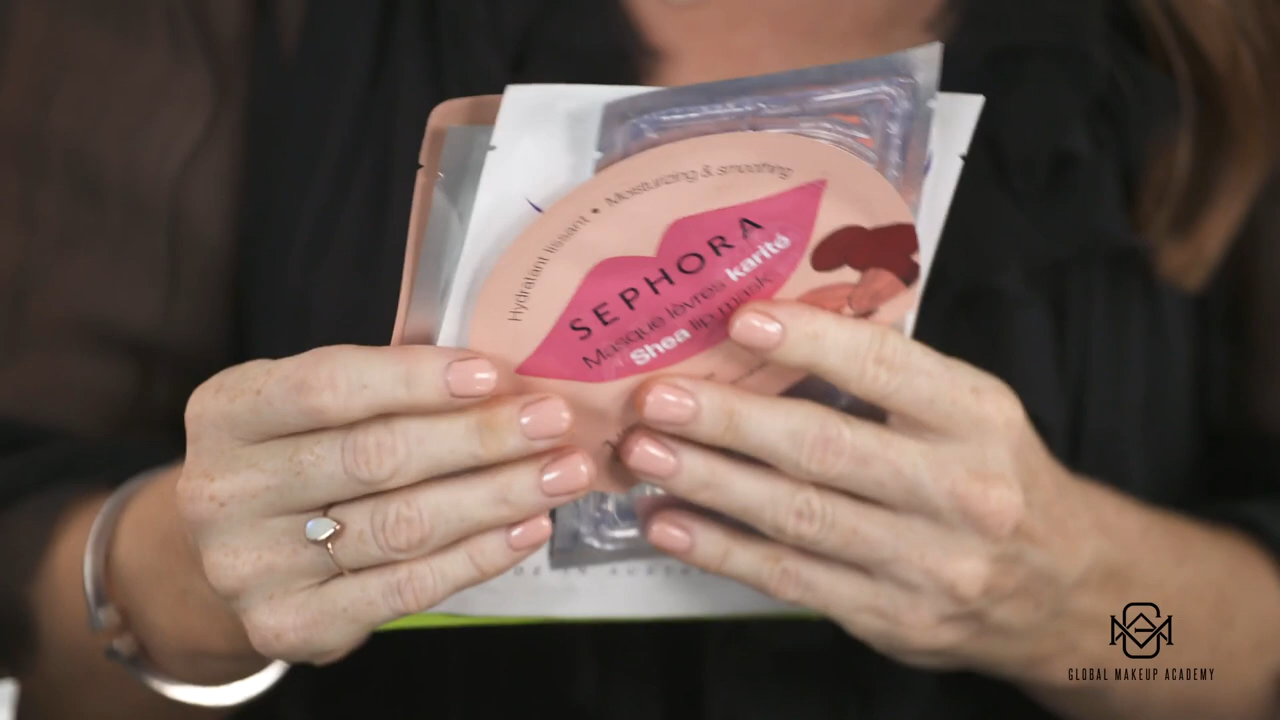 Hydratant lissant • Moisturizing & smoothing
SEPHORA
Masque lèvres karité
Shea lip mask
GLOBAL MAKEUP ACADEMY